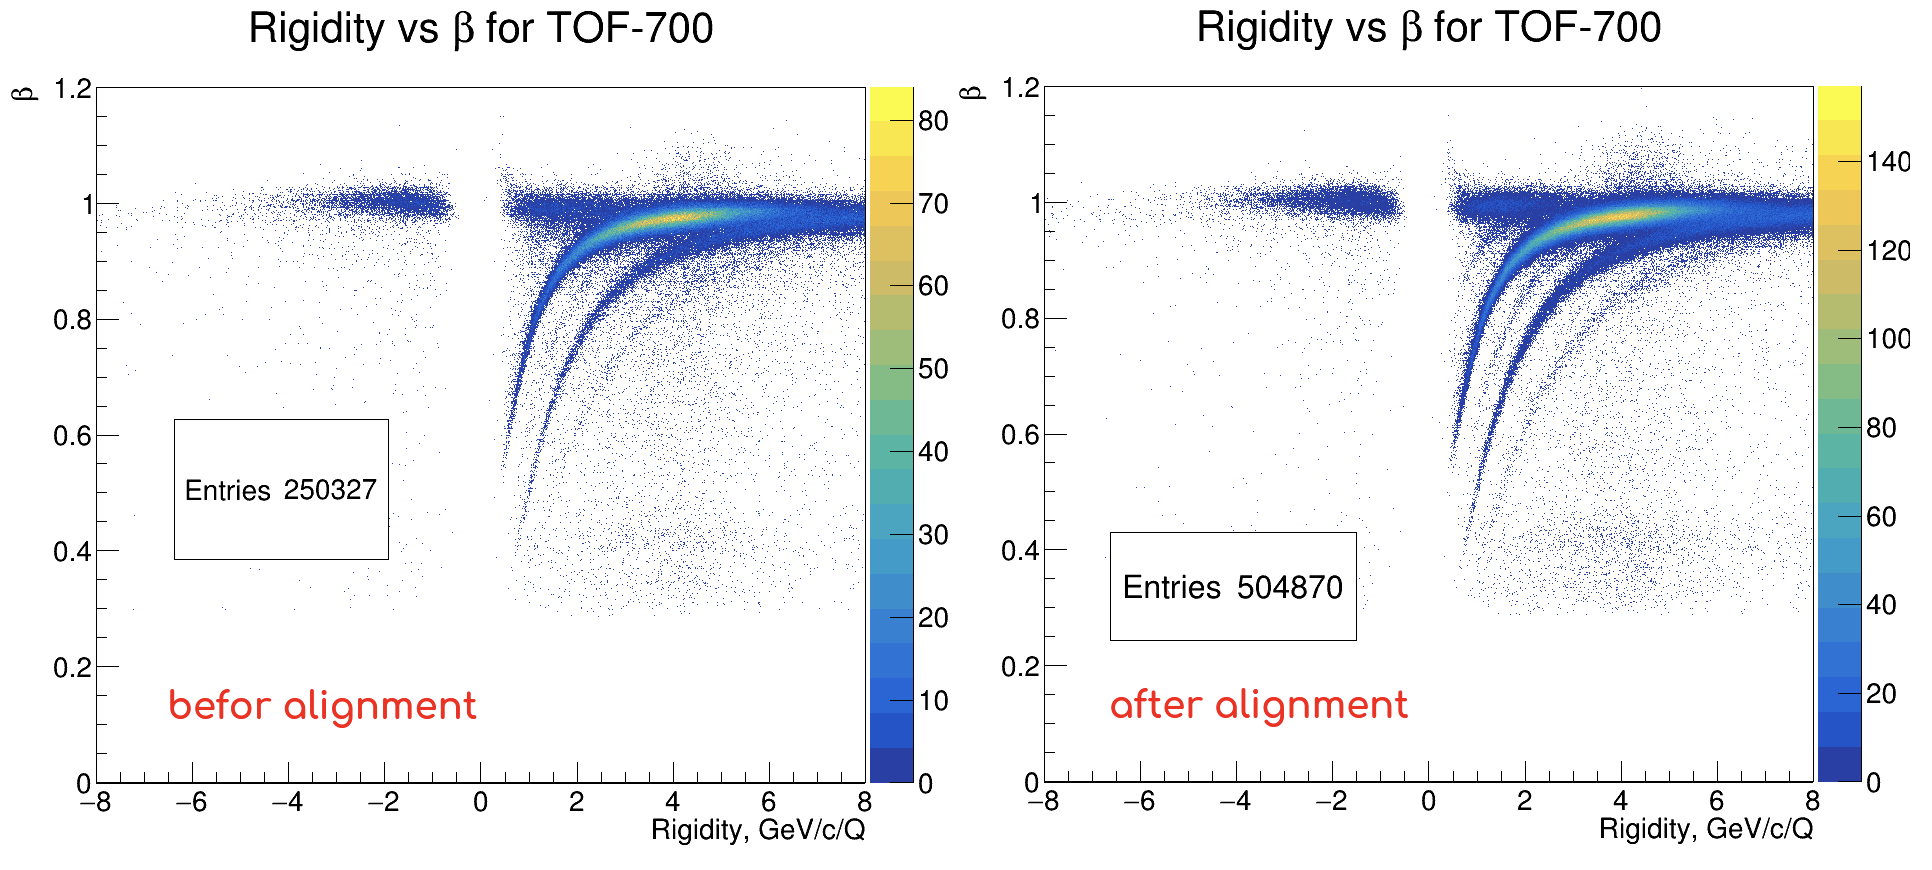 Rigidity vs β for TOF-700
β
1.2
1
0.8
0.6
0.4
0.2
0
−8 −6 −4 −2 0 2 4 6 8
Rigidity, GeV/c/Q
Entries 250327
befor alignment
80
70
60
50
40
30
20
10
0
Rigidity vs β for TOF-700
β
1.2
1
0.8
0.6
0.4
0.2
0
−8 −6 −4 −2 0 2 4 6 8
Rigidity, GeV/c/Q
Entries 504870
after alignment
140
120
100
80
60
40
20
0